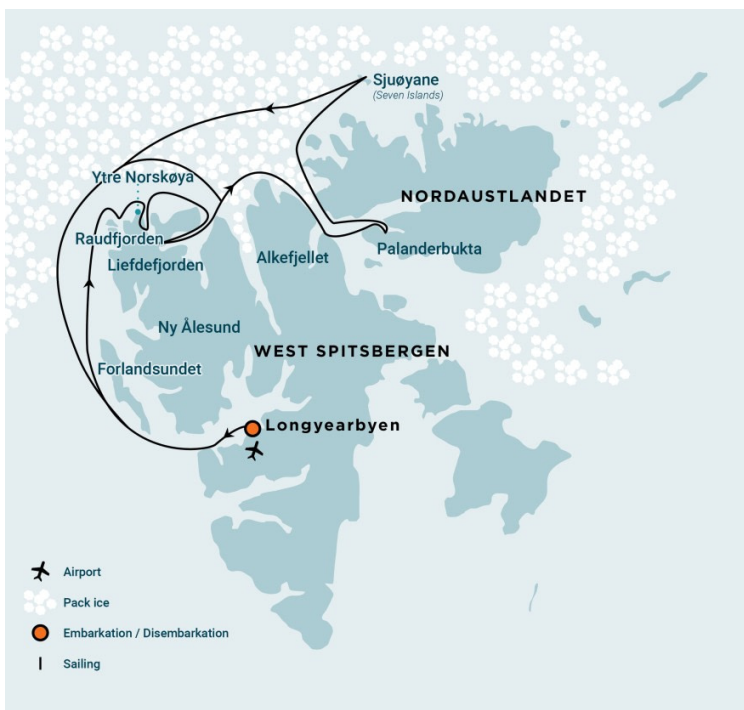 Sjuøyane
(Seven Islands)
Ytre Norskøya
NORDAUSTLANDET
Raudfjorden
Palanderbukta
Alkefjellet
Liefdefjorden
Ny Ålesund
WEST SPITSBERGEN
Forlandsundet
Longyearbyen
Airport
Pack ice
Embarkation / Disembarkation
Sailing